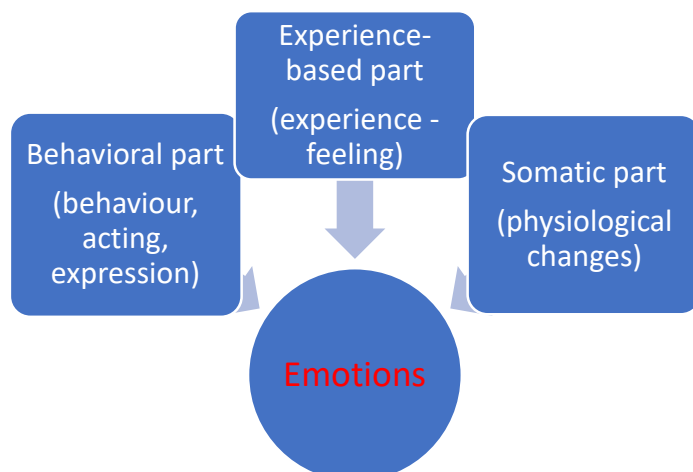 Experience-
based part
(experience -
feeling)
Behavioral part
(behaviour,
acting,
expression)
Somatic part
(physiological
changes)
Emotions